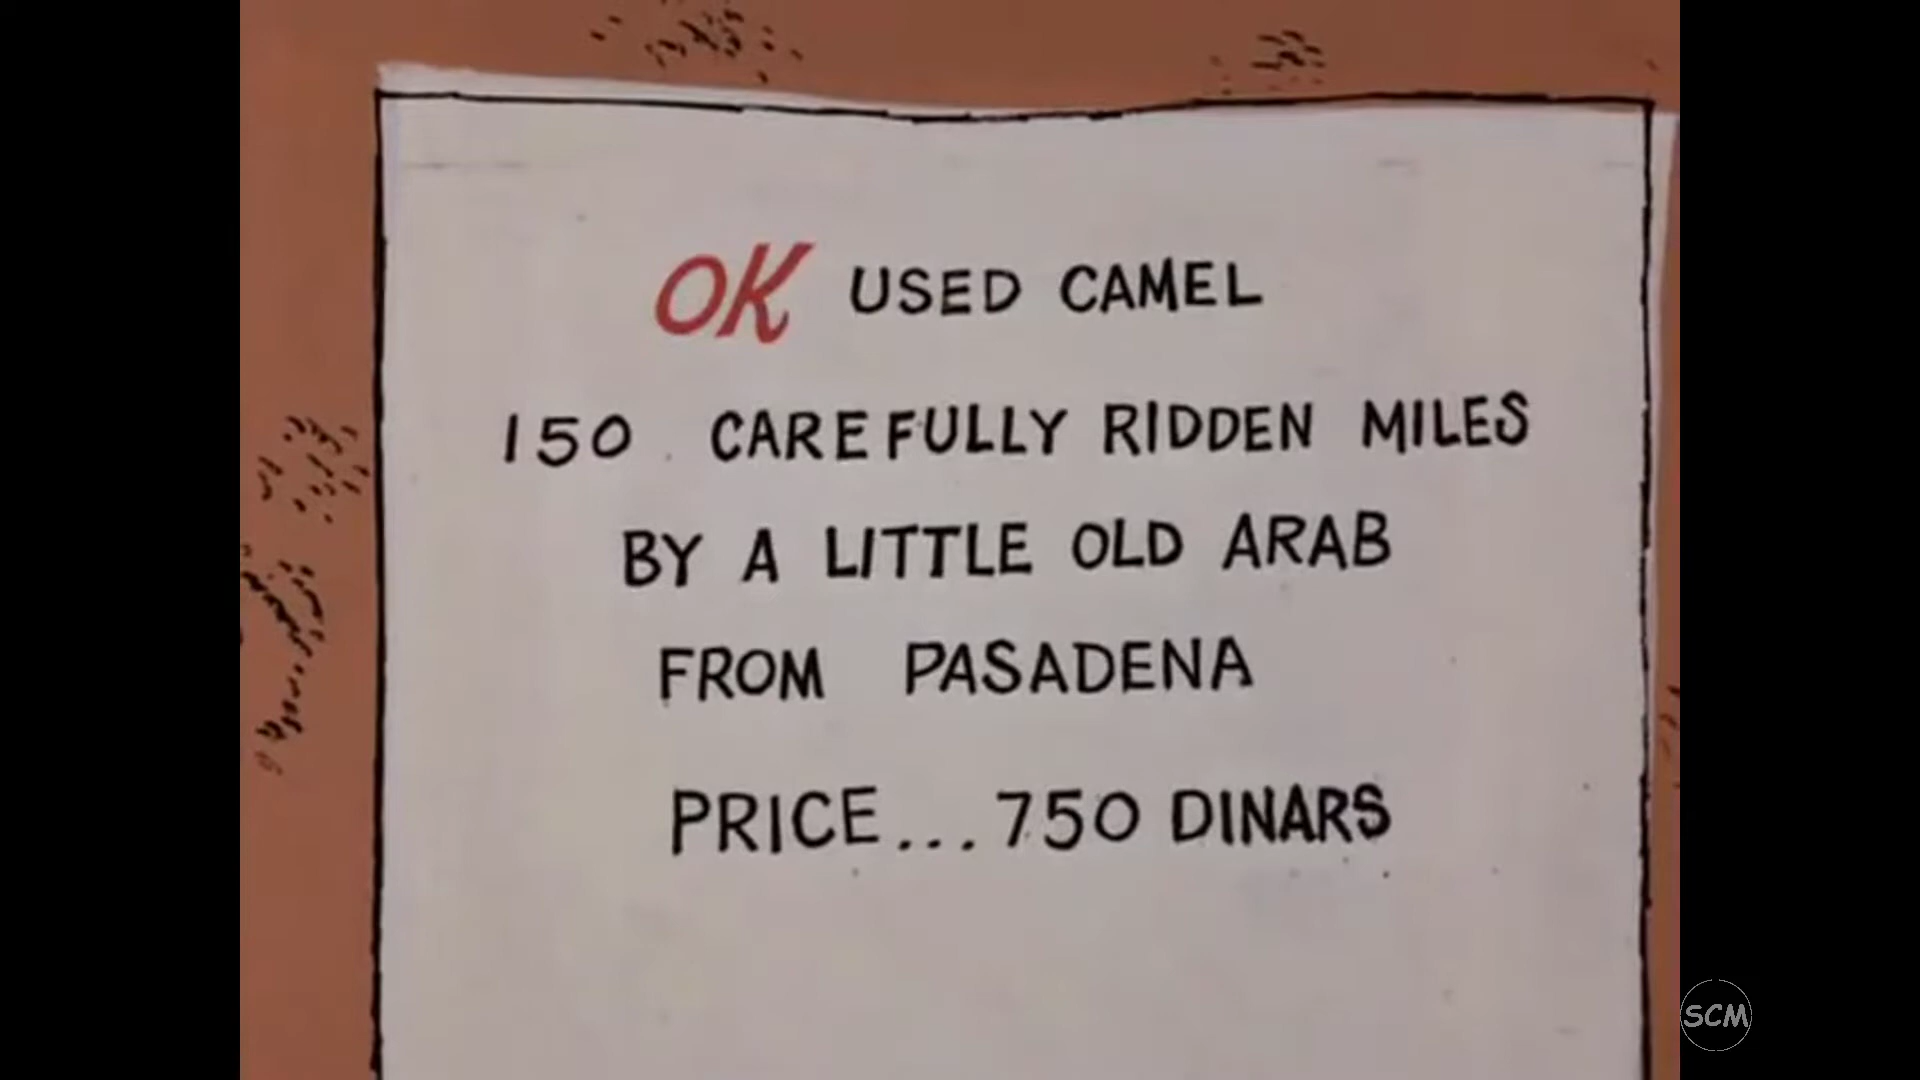 OK USED CAMEL
150 CAREFULLY RIDDEN MILES
BY A LITTLE OLD ARAB
FROM PASADENA
PRICE...750 DINARS
SCM